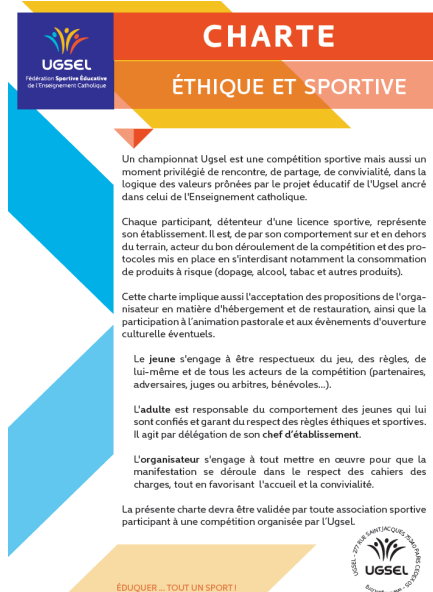 UGSEL
Fédération Sportive Éducative
de l'Enseignement Catholique
CHARTE
ÉTHIQUE ET SPORTIVE
Un championnat Ugsel est une compétition sportive mais aussi un
moment privilégié de rencontre, de partage, de convivialité, dans la
logique des valeurs prônées par le projet éducatif de l'Ugsel ancré
dans celui de l'Enseignement catholique.
Chaque participant, détenteur d'une licence sportive, représente
son établissement. Il est, de par son comportement sur et en dehors
du terrain, acteur du bon déroulement de la compétition et des pro-
tocoles mis en place en s'interdisant notamment la consommation
de produits à risque (dopage, alcool, tabac et autres produits).
Cette charte implique aussi l'acceptation des propositions de l'orga-
nisateur en matière d'hébergement et de restauration, ainsi que la
participation à l'animation pastorale et aux évènements d'ouverture
culturelle éventuels.
Le jeune s'engage à être respectueux du jeu, des règles, de
lui-même et de tous les acteurs de la compétition (partenaires,
adversaires, juges ou arbitres, bénévoles...).
L'adulte est responsable du comportement des jeunes qui lui
sont confiés et garant du respect des règles éthiques et sportives.
Il agit par délégation de son chef d'établissement.
L'organisateur s'engage à tout mettre en œuvre pour que la
manifestation se déroule dans le respect des cahiers des
charges, tout en favorisant l'accueil et la convivialité.
La présente charte devra être validée par toute association sportive
participant à une compétition organisée par l'Ugsel.
UGSEL - 277 RUE SAINT JACQUES 75240 PARIS CEDEX 05
UGSEL
ÉDUQUER ... TOUT UN SPORT !